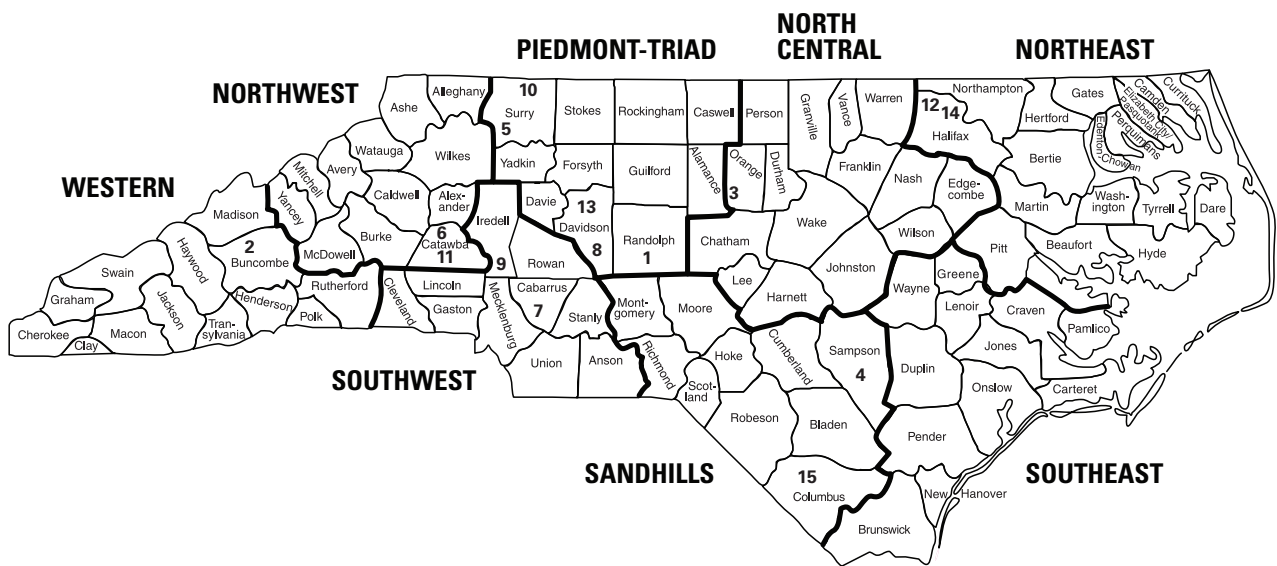 NORTH
CENTRAL
PIEDMONT-TRIAD
NORTHEAST
NORTHWEST
WESTERN
SOUTHWEST
SANDHILLS
SOUTHEAST
Alleghany
Ashe
Watauga
Wilkes
Avery
Mitchell
Yancey
Caldwell
Alex-
ander
Burke
McDowell
6
Catawba
11
Madison
2
Buncombe
Haywood
Swain
Graham
Cherokee
Clay
Macon
Jackson
Tran-
sylvania
Henderson
Polk
Rutherford
Cleveland
Lincoln
Gaston
Mecklenburg
Iredell
9
Rowan
Cabarrus
7
Stanly
Union
Anson
10
Surry
5
Stokes
Rockingham
Caswell
Yadkin
Forsyth
Guilford
Alamance
Davie
13
Davidson
8
Randolph
1
Person
Granville
Vance
Warren
Orange
3
Durham
Franklin
Nash
Edge-
combe
Wake
Wilson
Chatham
Johnston
Lee
Harnett
12
14
Halifax
Northampton
Gates
Hertford
Camden
Currituck
Elizabeth City/
Pasquotank
Perquimans
Edenton
-Chowan
Bertie
Martin
Wash-
ington
Tyrrell
Dare
Pitt
Beaufort
Hyde
Mont-
gomery
Moore
Richmond
Hoke
Scot-
land
Cumberland
Sampson
4
Robeson
Bladen
15
Columbus
Wayne
Greene
Lenoir
Craven
Pamlico
Jones
Duplin
Onslow
Carteret
Pender
New Hanover
Brunswick